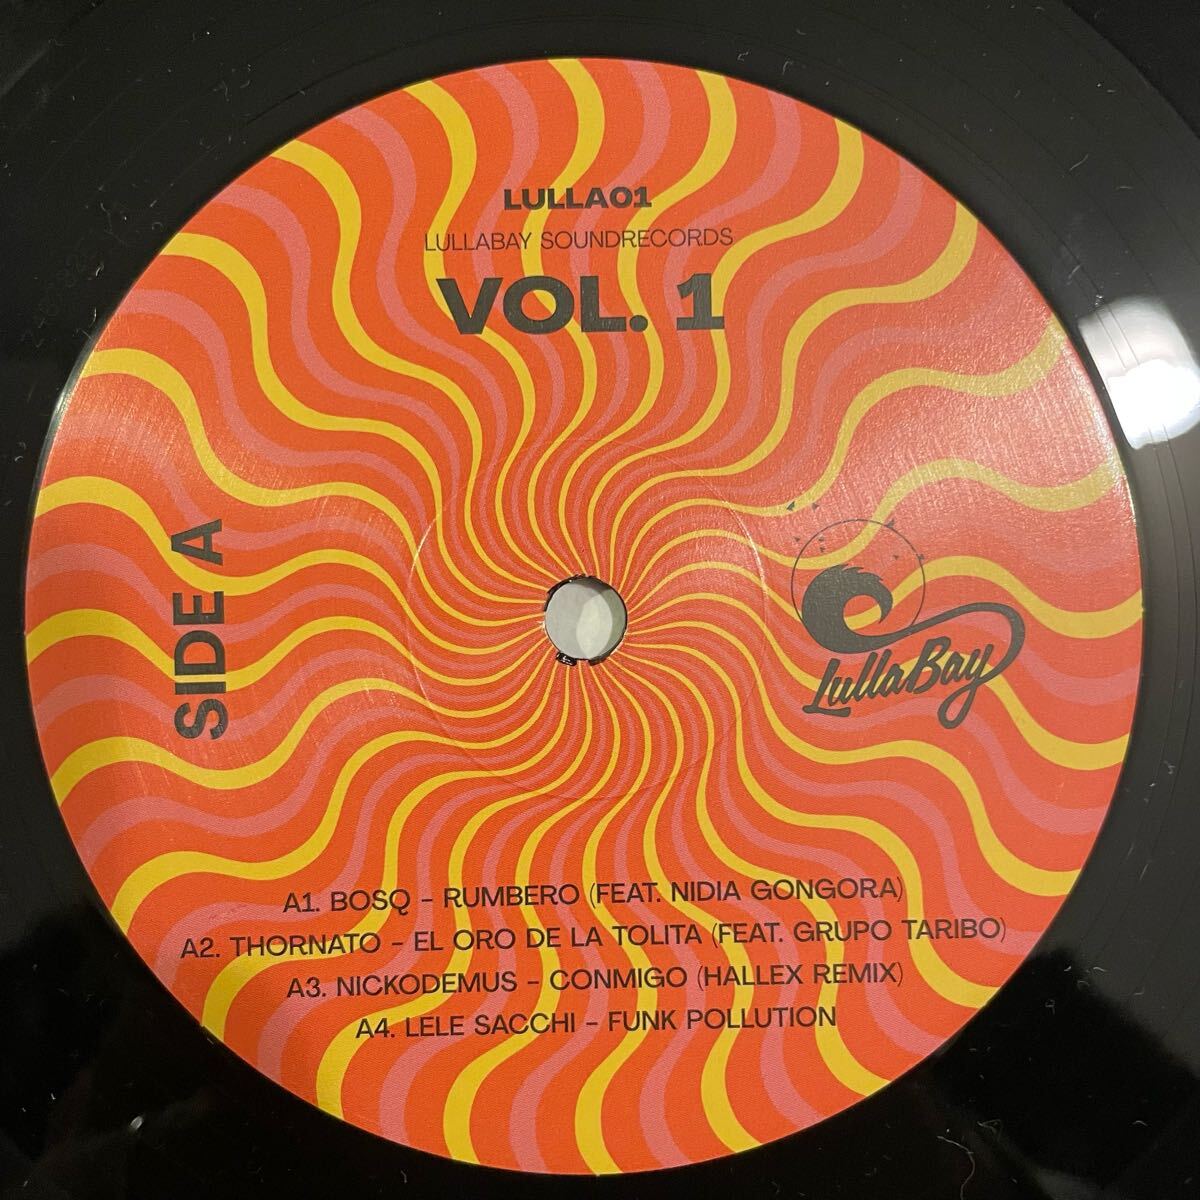 LULLA01
LULLABAY SOUNDRECORDS
VOL. 1
SIDE A
LullaBay
A1. BOSQ – RUMBERO (FEAT. NIDIA GONGORA)
A2. THORNATO – EL ORO DE LA TOLITA (FEAT. GRUPO TARIBO)
A3. NICKODEMUS – CONMIGO (HALLEX REMIX)
A4. LELE SACCHI – FUNK POLLUTION